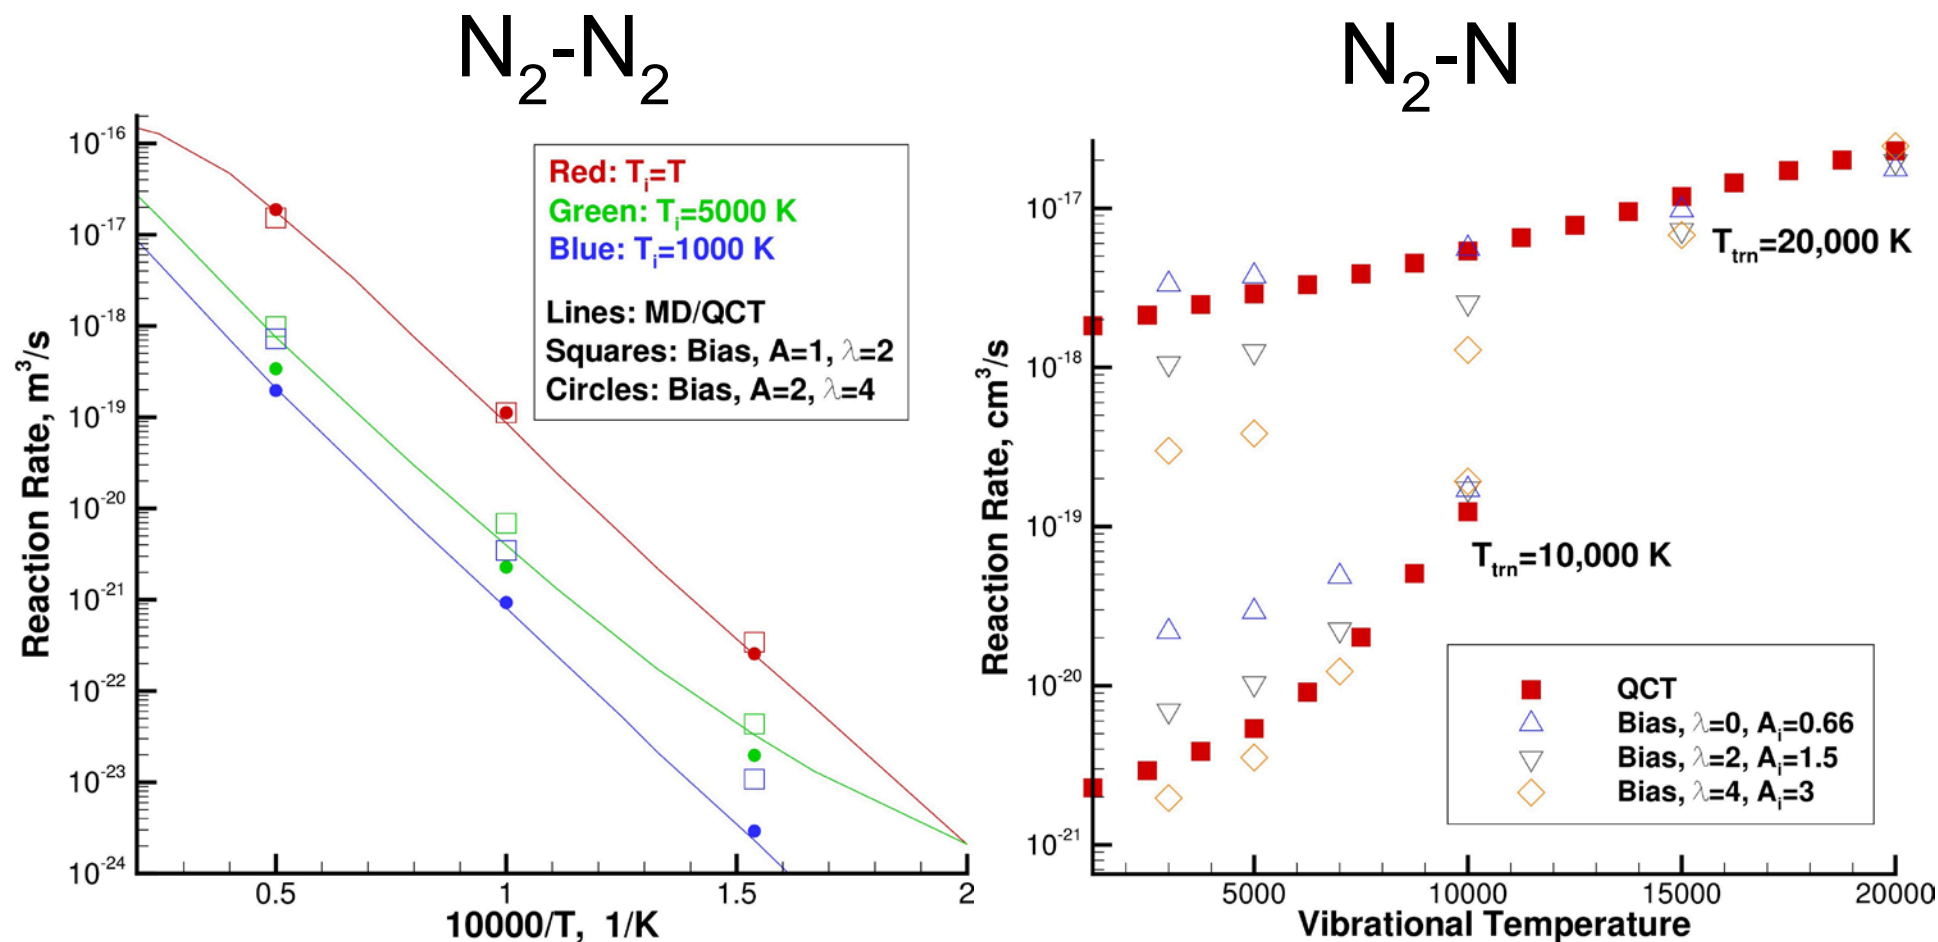 N₂-N₂
N₂-N
10⁻¹⁶
10⁻¹⁷
10⁻¹⁸
10⁻¹⁹
10⁻²⁰
10⁻²¹
10⁻²²
10⁻²³
10⁻²⁴
Reaction Rate, m³/s
Red: Tᵢ=T
Green: Tᵢ=5000 K
Blue: Tᵢ=1000 K
Lines: MD/QCT
Squares: Bias, A=1, λ=2
Circles: Bias, A=2, λ=4
0.5 1 1.5 2
10000/T, 1/K
10⁻¹⁷
10⁻¹⁸
10⁻¹⁹
10⁻²⁰
10⁻²¹
Reaction Rate, cm³/s
Ttrn=20,000 K
Ttrn=10,000 K
QCT
Bias, λ=0, Aᵢ=0.66
Bias, λ=2, Aᵢ=1.5
Bias, λ=4, Aᵢ=3
5000 10000 15000 20000
Vibrational Temperature